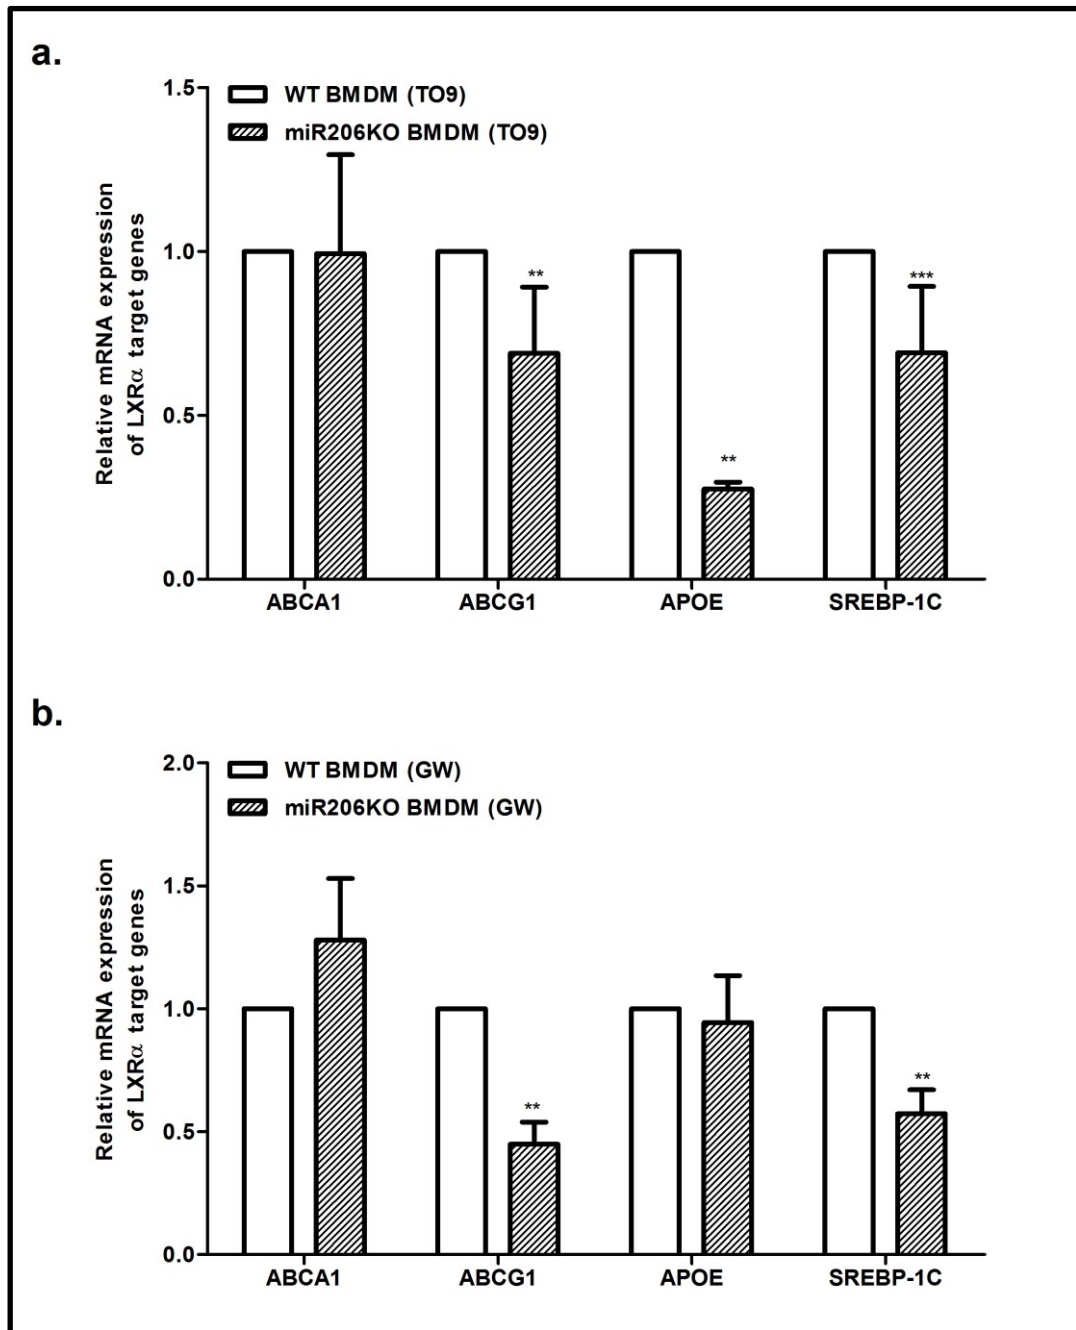 a.
1.5
1.0
0.5
0.0
Relative mRNA expression
of LXRα target genes
WT BMDM (TO9)
miR206KO BMDM (TO9)
**
**
***
ABCA1
ABCG1
APOE
SREBP-1C
b.
2.0
1.5
1.0
0.5
0.0
Relative mRNA expression
of LXRα target genes
WT BMDM (GW)
miR206KO BMDM (GW)
**
**
ABCA1
ABCG1
APOE
SREBP-1C